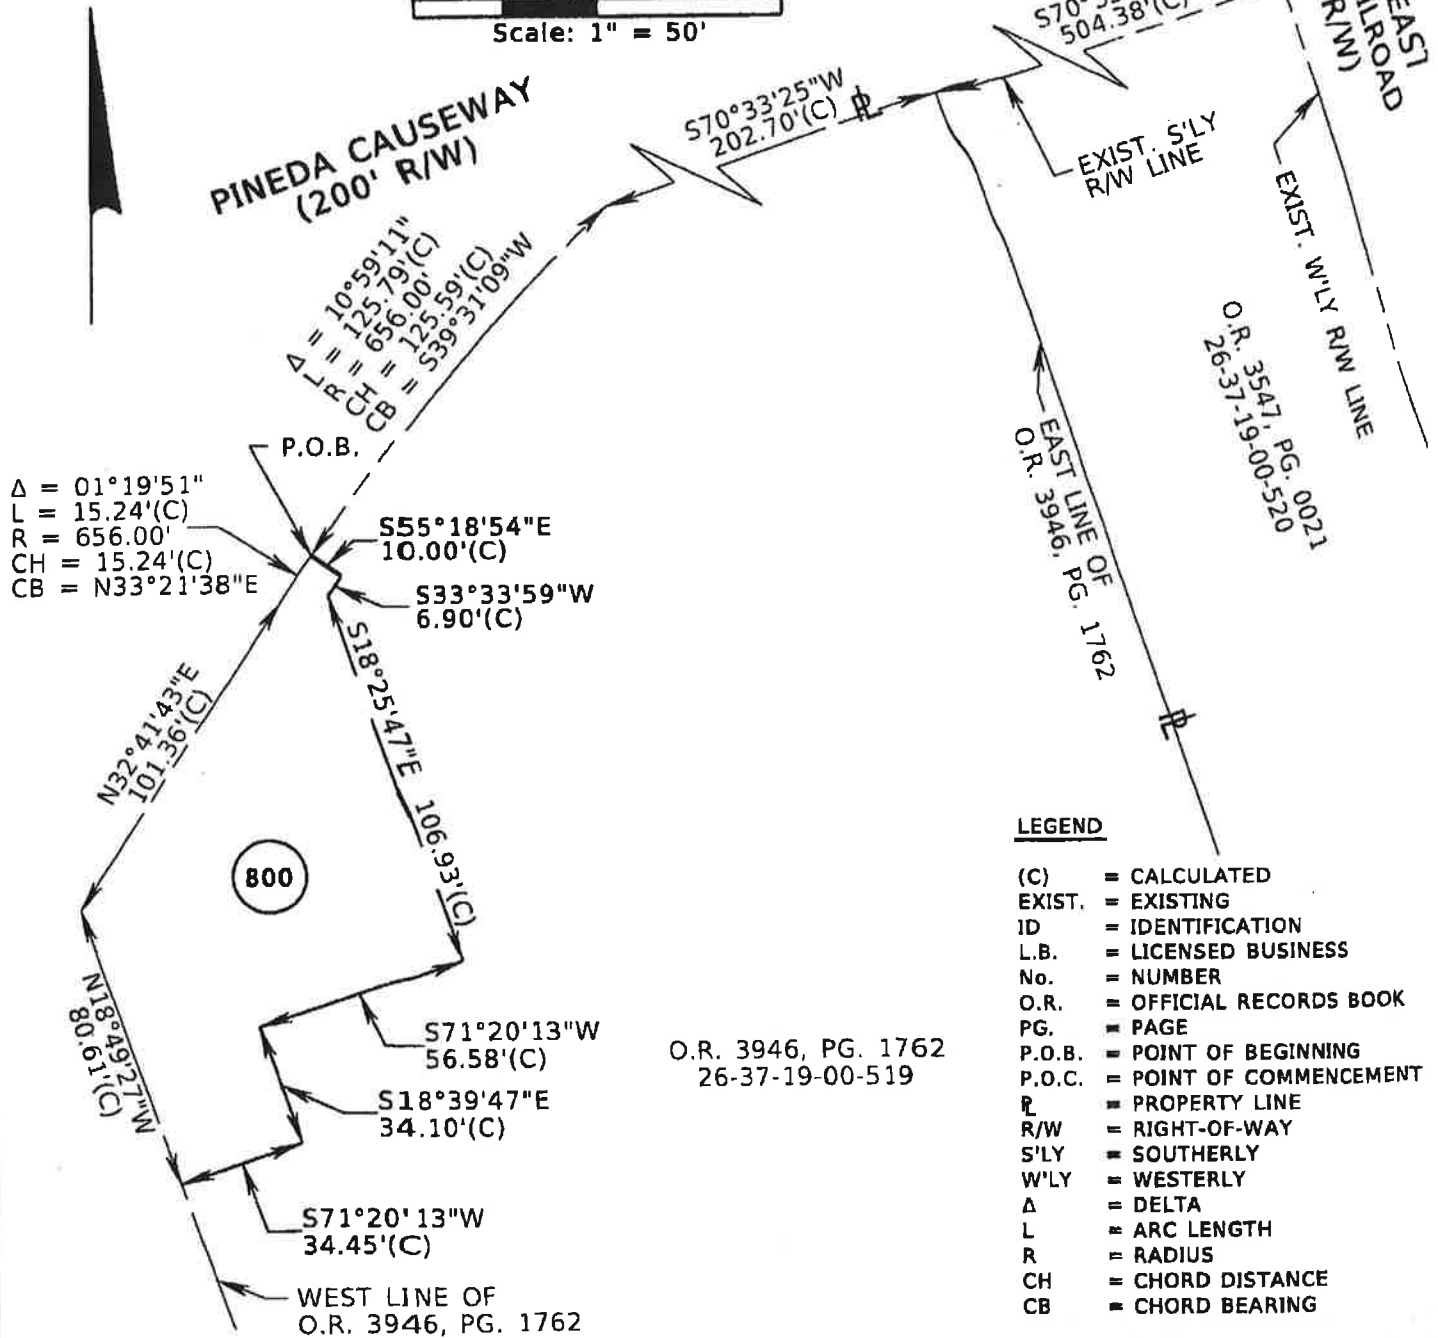 Scale: 1" = 50'
504.38'(C)
EAST
R/W)
PINEDA CAUSEWAY
(200' R/W)
S70°33'25"W
202.70'(C)
EXIST. S'LY
R/W LINE
EXIST. W'LY R/W LINE
Δ = 10°59'11"
L = 125.79'(C)
R = 656.00'
CH = 125.59'(C)
CB = S39°31'09"W
O.R. 3547, PG. 0021
26-37-19-00-520
EAST LINE OF
O.R. 3946, PG. 1762
P.O.B.
Δ = 01°19'51"
L = 15.24'(C)
R = 656.00'
CH = 15.24'(C)
CB = N33°21'38"E
S55°18'54"E
10.00'(C)
S33°33'59"W
6.90'(C)
S18°25'47"E 106.93'(C)
N32°41'43"E
101.36'(C)
800
N18°49'27"W
80.61'(C)
S71°20'13"W
56.58'(C)
S18°39'47"E
34.10'(C)
S71°20'13"W
34.45'(C)
WEST LINE OF
O.R. 3946, PG. 1762
O.R. 3946, PG. 1762
26-37-19-00-519
LEGEND
(C) = CALCULATED
EXIST. = EXISTING
ID = IDENTIFICATION
L.B. = LICENSED BUSINESS
No. = NUMBER
O.R. = OFFICIAL RECORDS BOOK
PG. = PAGE
P.O.B. = POINT OF BEGINNING
P.O.C. = POINT OF COMMENCEMENT
PL = PROPERTY LINE
R/W = RIGHT-OF-WAY
S'LY = SOUTHERLY
W'LY = WESTERLY
Δ = DELTA
L = ARC LENGTH
R = RADIUS
CH = CHORD DISTANCE
CB = CHORD BEARING